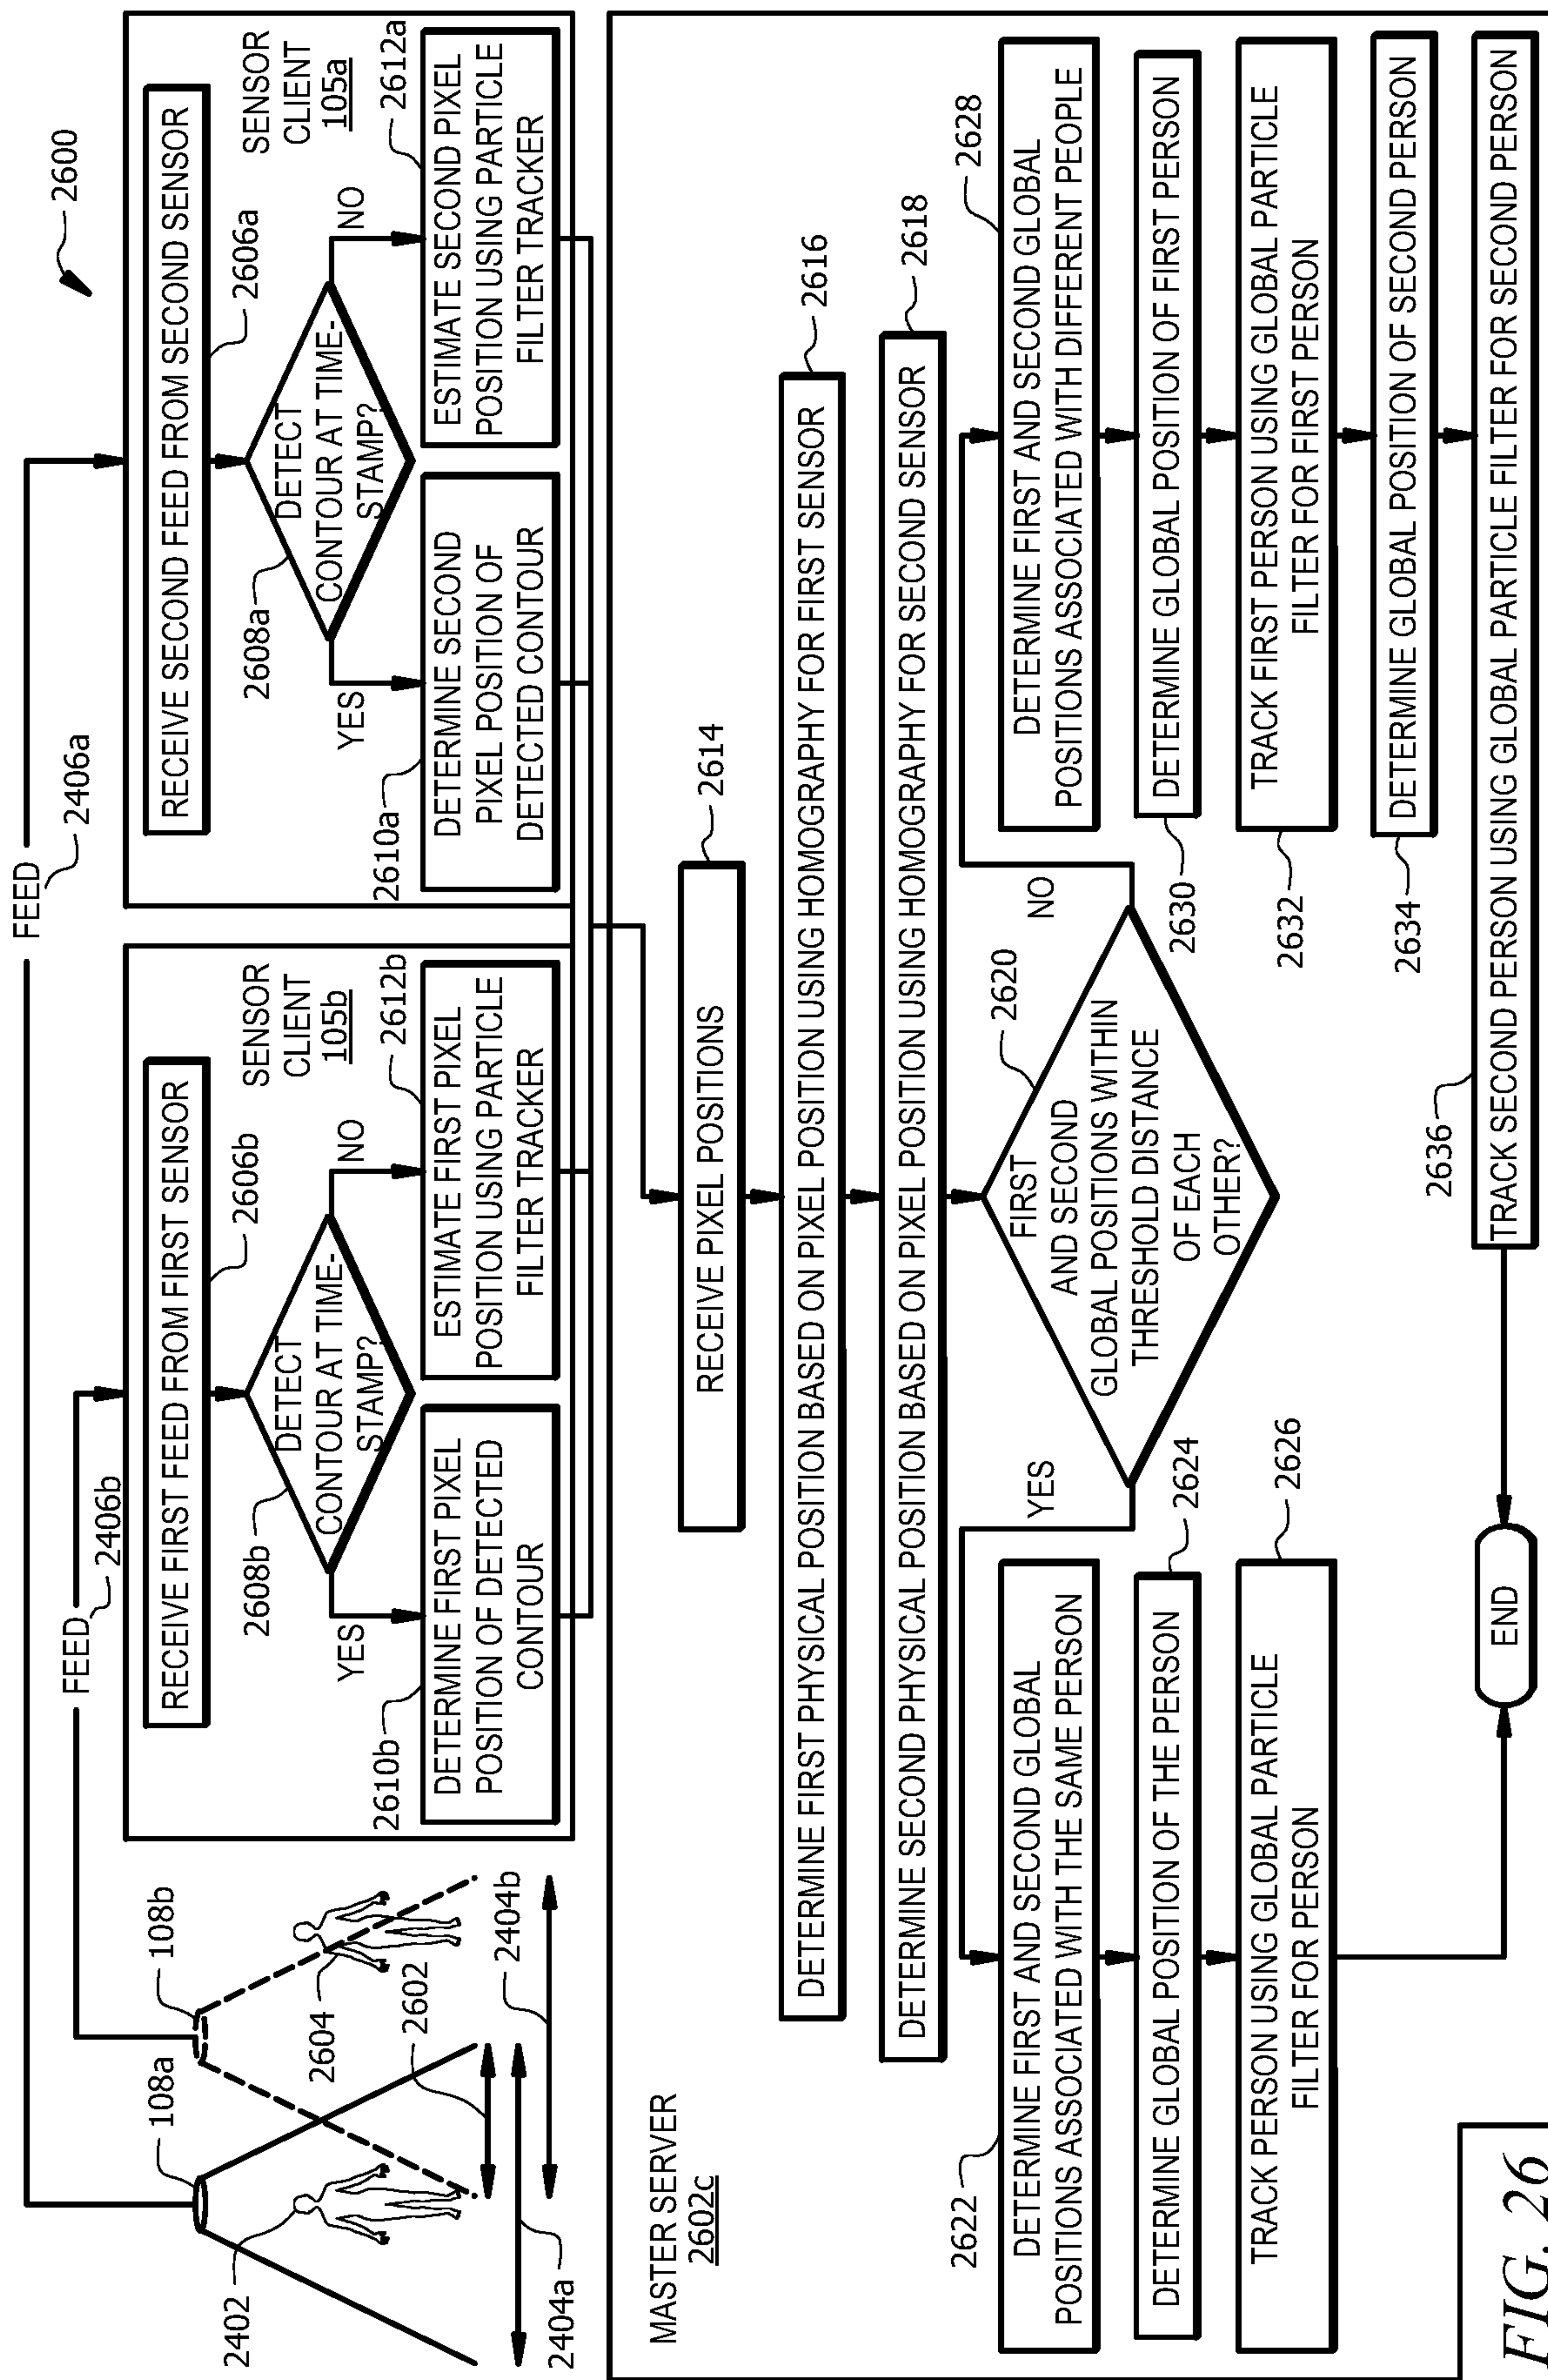 2600
FEED
2406a
FEED
2406b
108a
108b
2402
2604
2602
2404a
2404b
RECEIVE FIRST FEED FROM FIRST SENSOR
2606b
SENSOR
CLIENT
105b
2608b
DETECT
CONTOUR AT TIME-
STAMP?
YES
NO
2610b
DETERMINE FIRST PIXEL
POSITION OF DETECTED
CONTOUR
2612b
ESTIMATE FIRST PIXEL
POSITION USING PARTICLE
FILTER TRACKER
RECEIVE SECOND FEED FROM SECOND SENSOR
2606a
SENSOR
CLIENT
105a
2608a
DETECT
CONTOUR AT TIME-
STAMP?
YES
NO
2610a
DETERMINE SECOND
PIXEL POSITION OF
DETECTED CONTOUR
2612a
ESTIMATE SECOND PIXEL
POSITION USING PARTICLE
FILTER TRACKER
MASTER SERVER
2602c
RECEIVE PIXEL POSITIONS
2614
DETERMINE FIRST PHYSICAL POSITION BASED ON PIXEL POSITION USING HOMOGRAPHY FOR FIRST SENSOR
2616
DETERMINE SECOND PHYSICAL POSITION BASED ON PIXEL POSITION USING HOMOGRAPHY FOR SECOND SENSOR
2618
FIRST
AND SECOND
GLOBAL POSITIONS WITHIN
THRESHOLD DISTANCE
OF EACH
OTHER?
2620
YES
NO
2622
DETERMINE FIRST AND SECOND GLOBAL
POSITIONS ASSOCIATED WITH THE SAME PERSON
DETERMINE GLOBAL POSITION OF THE PERSON
2624
TRACK PERSON USING GLOBAL PARTICLE
FILTER FOR PERSON
2626
DETERMINE FIRST AND SECOND GLOBAL
POSITIONS ASSOCIATED WITH DIFFERENT PEOPLE
2628
DETERMINE GLOBAL POSITION OF FIRST PERSON
2630
TRACK FIRST PERSON USING GLOBAL PARTICLE
FILTER FOR FIRST PERSON
2632
DETERMINE GLOBAL POSITION OF SECOND PERSON
2634
TRACK SECOND PERSON USING GLOBAL PARTICLE FILTER FOR SECOND PERSON
2636
END
FIG. 26